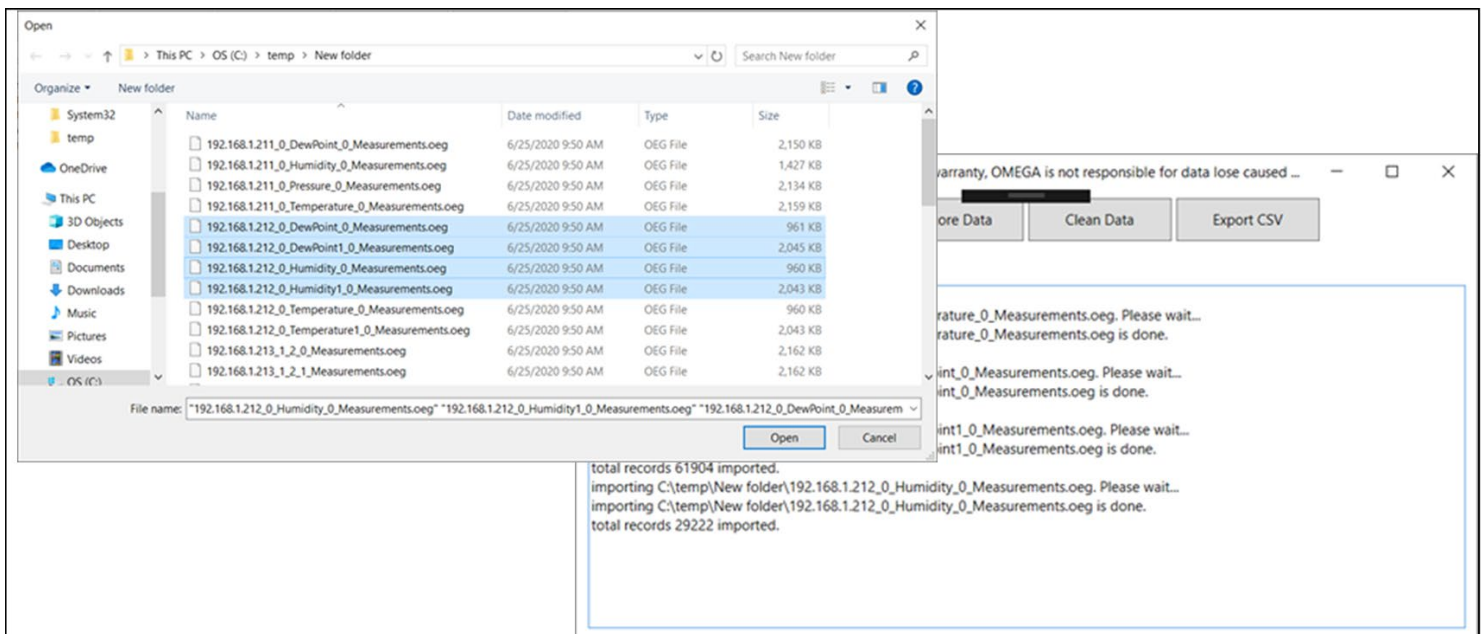 Open
This PC > OS (C:) > temp > New folder
Search New folder
Organize
New folder
System32
temp
OneDrive
This PC
3D Objects
Desktop
Documents
Downloads
Music
Pictures
Videos
OS (C:)
Name Date modified Type Size
192.168.1.211_0_DewPoint_0_Measurements.oeg 6/25/2020 9:50 AM OEG File 2,150 KB
192.168.1.211_0_Humidity_0_Measurements.oeg 6/25/2020 9:50 AM OEG File 1,427 KB
192.168.1.211_0_Pressure_0_Measurements.oeg 6/25/2020 9:50 AM OEG File 2,134 KB
192.168.1.211_0_Temperature_0_Measurements.oeg 6/25/2020 9:50 AM OEG File 2,159 KB
192.168.1.212_0_DewPoint_0_Measurements.oeg 6/25/2020 9:50 AM OEG File 961 KB
192.168.1.212_0_DewPoint1_0_Measurements.oeg 6/25/2020 9:50 AM OEG File 2,045 KB
192.168.1.212_0_Humidity_0_Measurements.oeg 6/25/2020 9:50 AM OEG File 960 KB
192.168.1.212_0_Humidity1_0_Measurements.oeg 6/25/2020 9:50 AM OEG File 2,043 KB
192.168.1.212_0_Temperature_0_Measurements.oeg 6/25/2020 9:50 AM OEG File 960 KB
192.168.1.212_0_Temperature1_0_Measurements.oeg 6/25/2020 9:50 AM OEG File 2,043 KB
192.168.1.213_1_2_0_Measurements.oeg 6/25/2020 9:50 AM OEG File 2,162 KB
192.168.1.213_1_2_1_Measurements.oeg 6/25/2020 9:50 AM OEG File 2,162 KB
File name: "192.168.1.212_0_Humidity_0_Measurements.oeg" "192.168.1.212_0_Humidity1_0_Measurements.oeg" "192.168.1.212_0_DewPoint_0_Measurem
Open
Cancel
warranty, OMEGA is not responsible for data lose caused ...
ore Data
Clean Data
Export CSV
rature_0_Measurements.oeg. Please wait...
rature_0_Measurements.oeg is done.
int_0_Measurements.oeg. Please wait...
int_0_Measurements.oeg is done.
int1_0_Measurements.oeg. Please wait...
int1_0_Measurements.oeg is done.
total records 61904 imported.
importing C:\temp\New folder\192.168.1.212_0_Humidity_0_Measurements.oeg. Please wait...
importing C:\temp\New folder\192.168.1.212_0_Humidity_0_Measurements.oeg is done.
total records 29222 imported.